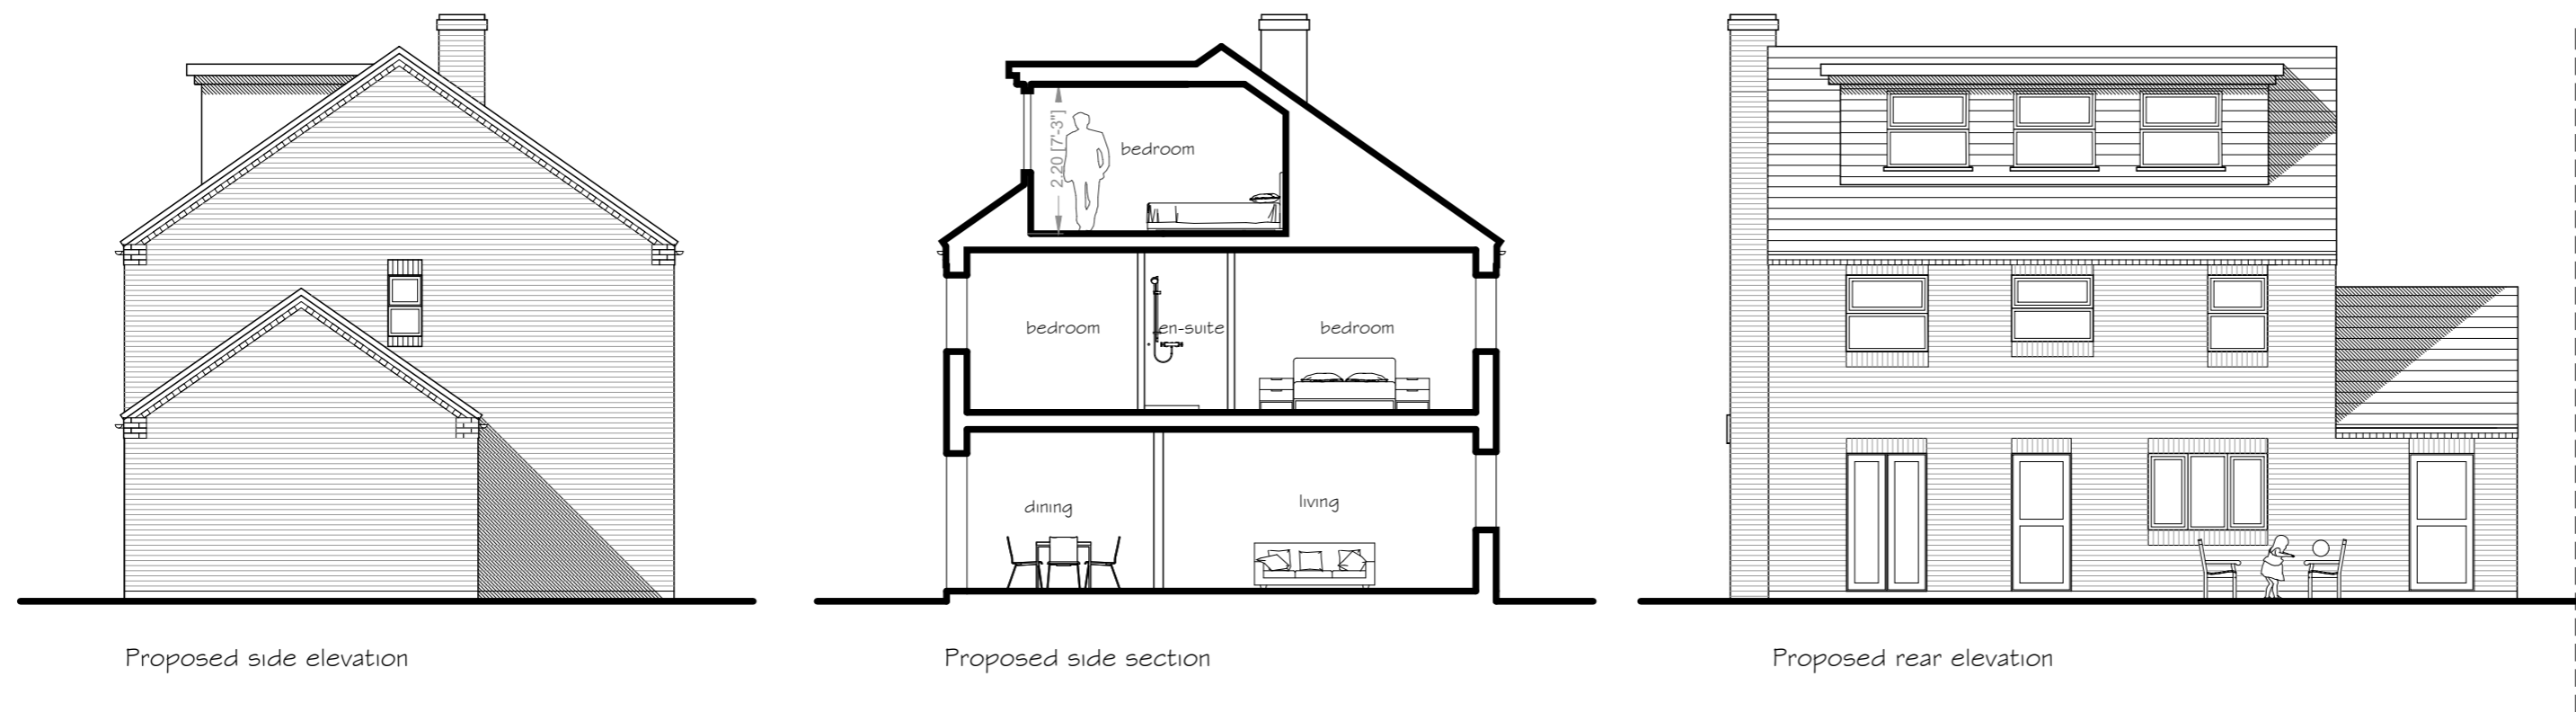 2.20 [7'-3"]
bedroom
bedroom
en-suite
bedroom
dining
living
Proposed side elevation
Proposed side section
Proposed rear elevation